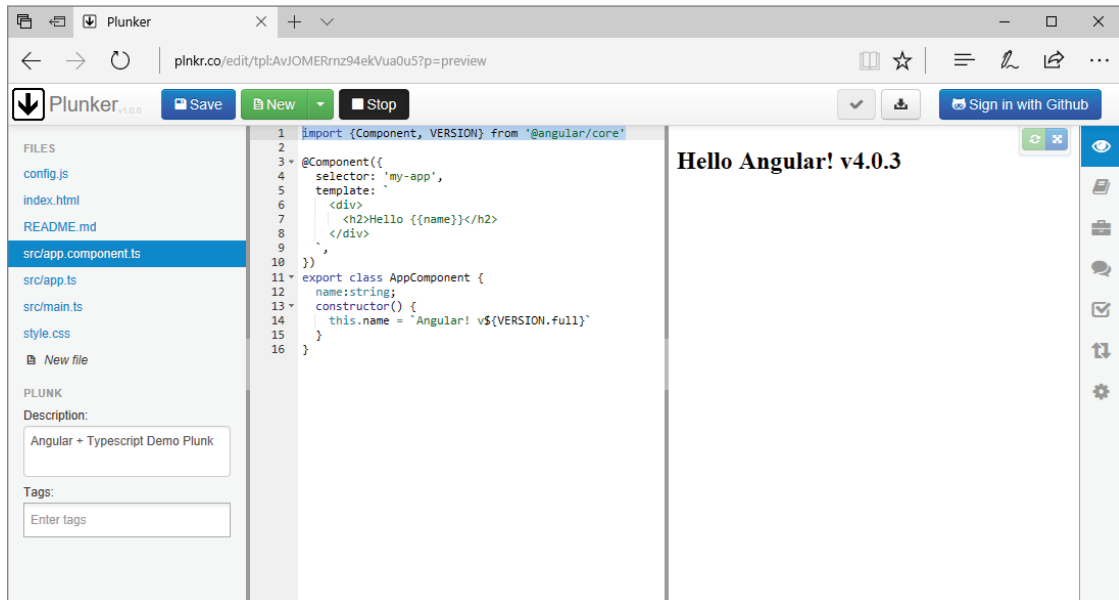 Plunker
plnkr.co/edit/tpl:AvJOMERrnz94ekVua0u5?p=preview
Plunker v1.0.0 Save New Stop Sign in with Github
FILES
config.js
index.html
README.md
src/app.component.ts
src/app.ts
src/main.ts
style.css
New file
PLUNK
Description:
Angular + Typescript Demo Plunk
Tags:
Enter tags
1 import {Component, VERSION} from '@angular/core'
2
3 @Component({
4   selector: 'my-app',
5   template: `
6     <div>
7       <h2>Hello {{name}}</h2>
8     </div>
9   `,
10 })
11 export class AppComponent {
12   name:string;
13   constructor() {
14     this.name = `Angular! v${VERSION.full}`
15   }
16 }
Hello Angular! v4.0.3